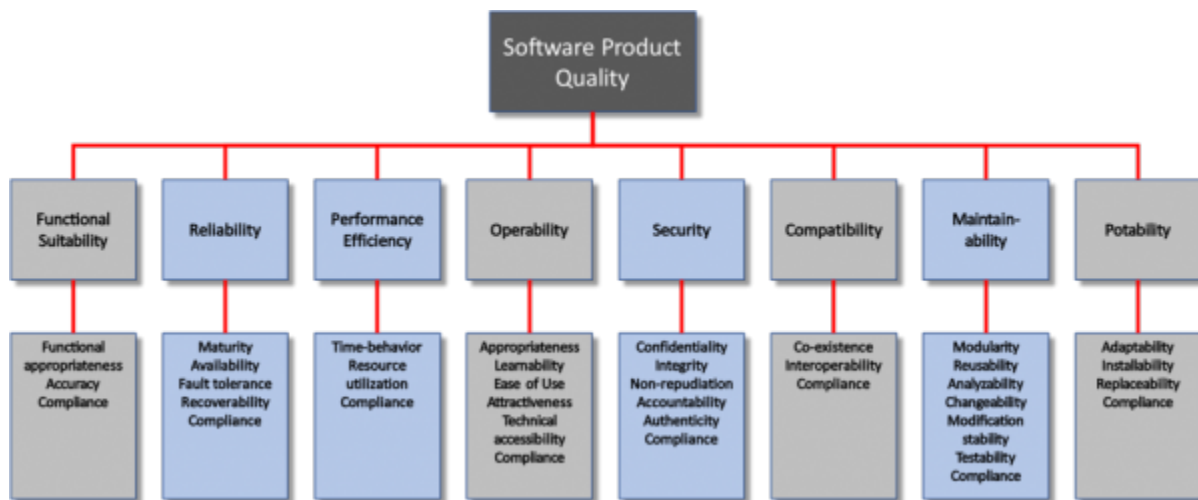 Software Product
Quality
Functional
Suitability
Reliability
Performance
Efficiency
Operability
Security
Compatibility
Maintain-
ability
Potability
Functional
appropriateness
Accuracy
Compliance
Maturity
Availability
Fault tolerance
Recoverability
Compliance
Time-behavior
Resource
utilization
Compliance
Appropriateness
Learnability
Ease of Use
Attractiveness
Technical
accessibility
Compliance
Confidentiality
Integrity
Non-repudiation
Accountability
Authenticity
Compliance
Co-existence
Interoperability
Compliance
Modularity
Reusability
Analyzability
Changeability
Modification
stability
Testability
Compliance
Adaptability
Installability
Replaceability
Compliance